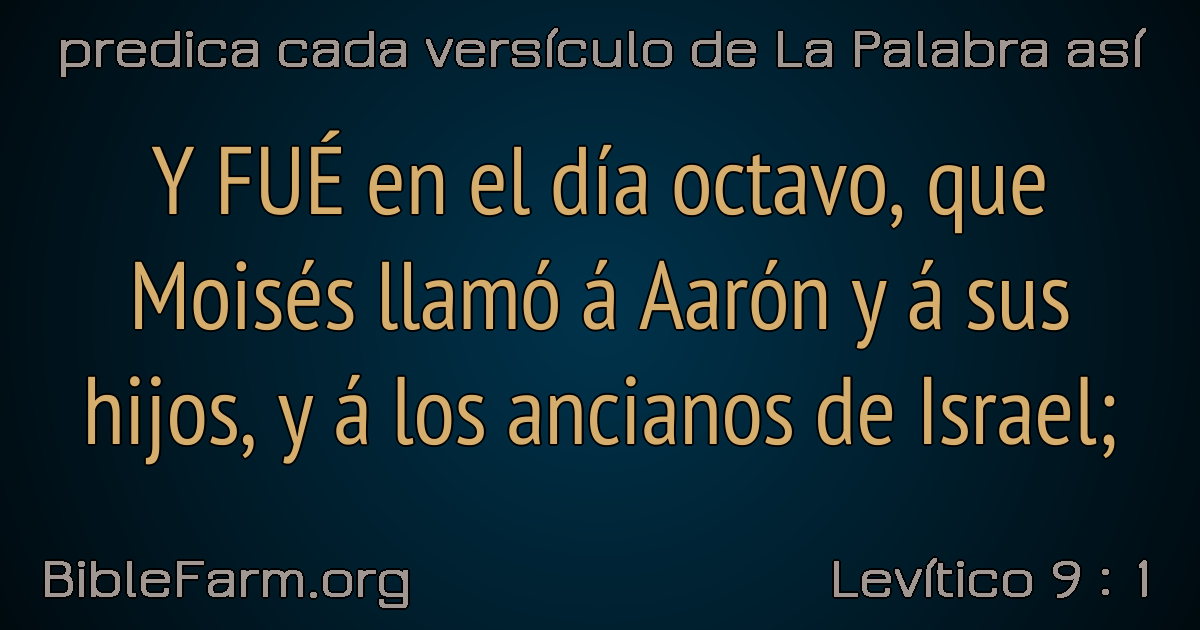 predica cada versículo de La Palabra así
Y FUÉ en el día octavo, que
Moisés llamó á Aarón y á sus
hijos, y á los ancianos de Israel;
BibleFarm.org
Levítico 9 : 1